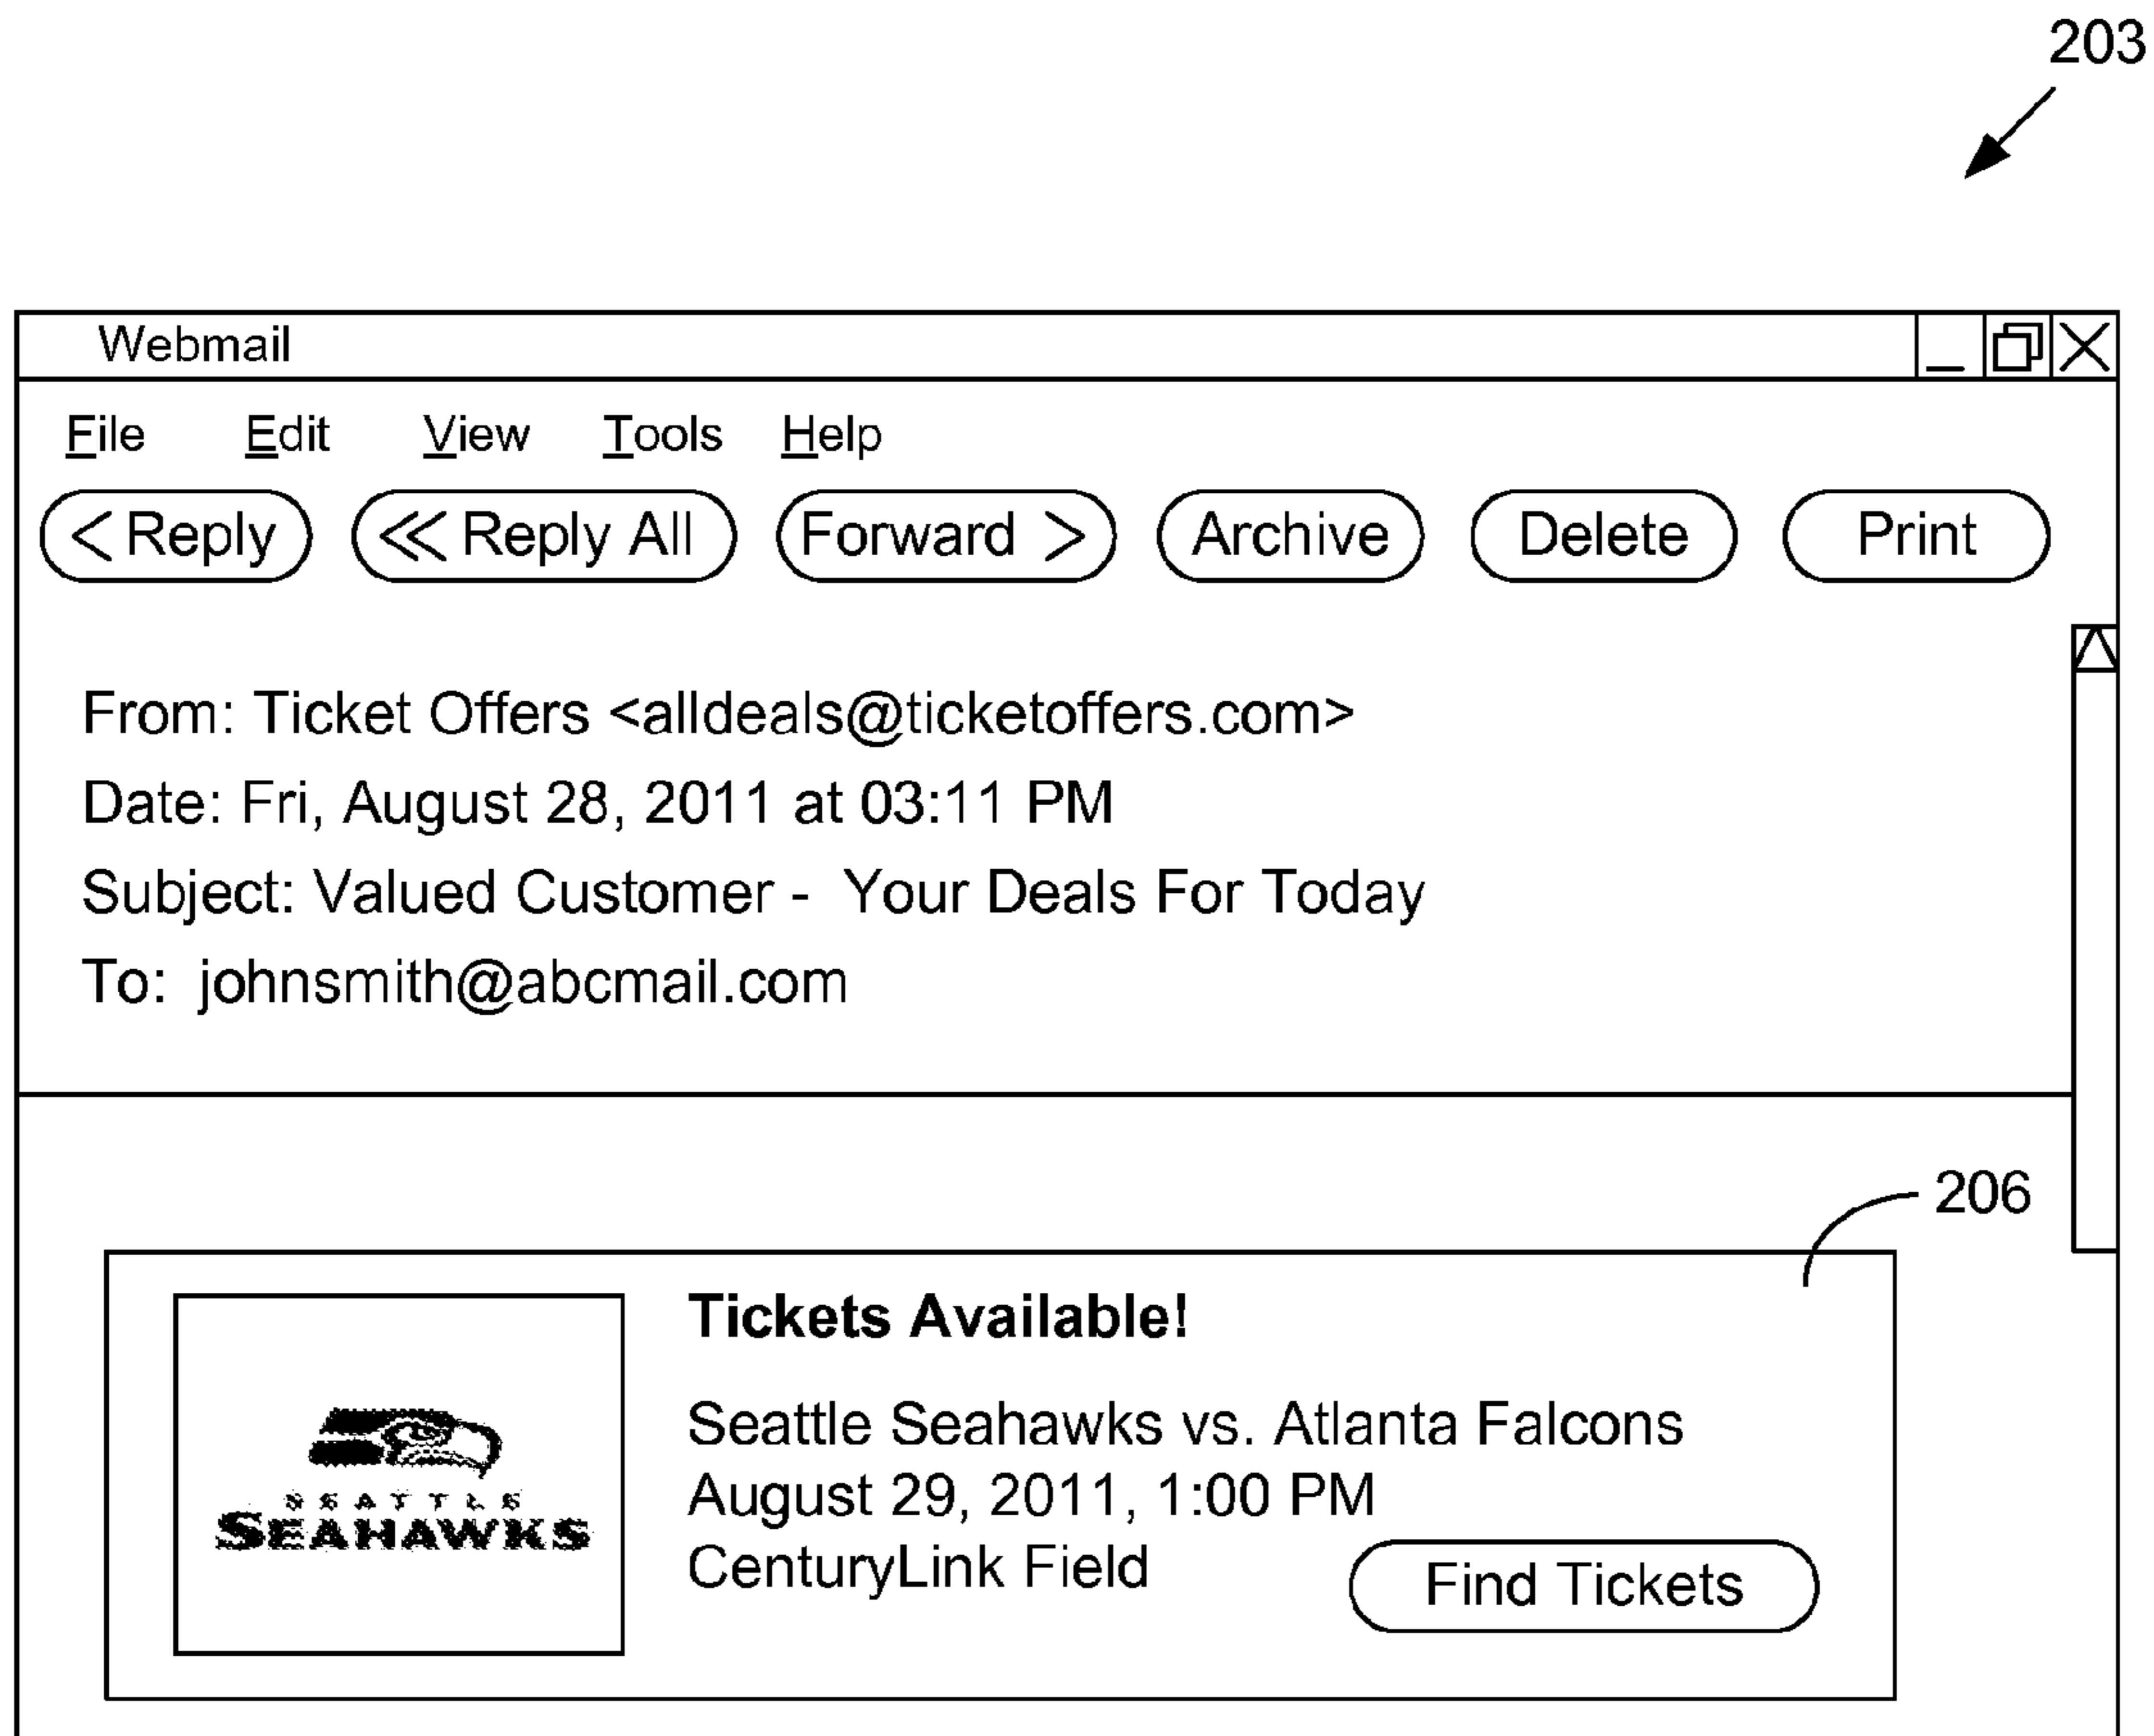 203
Webmail
File Edit View Tools Help
< Reply << Reply All Forward > Archive Delete Print
From: Ticket Offers <alldeals@ticketoffers.com>
Date: Fri, August 28, 2011 at 03:11 PM
Subject: Valued Customer - Your Deals For Today
To: johnsmith@abcmail.com
206
Tickets Available!
Seattle Seahawks vs. Atlanta Falcons
August 29, 2011, 1:00 PM
CenturyLink Field
Find Tickets
SEATTLE
SEAHAWKS